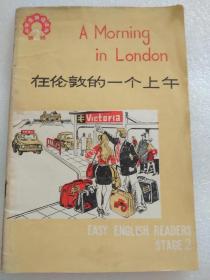 A Morning
in London
在伦敦的一个上午
Victoria
EASY ENGLISH READERS
STAGE 2